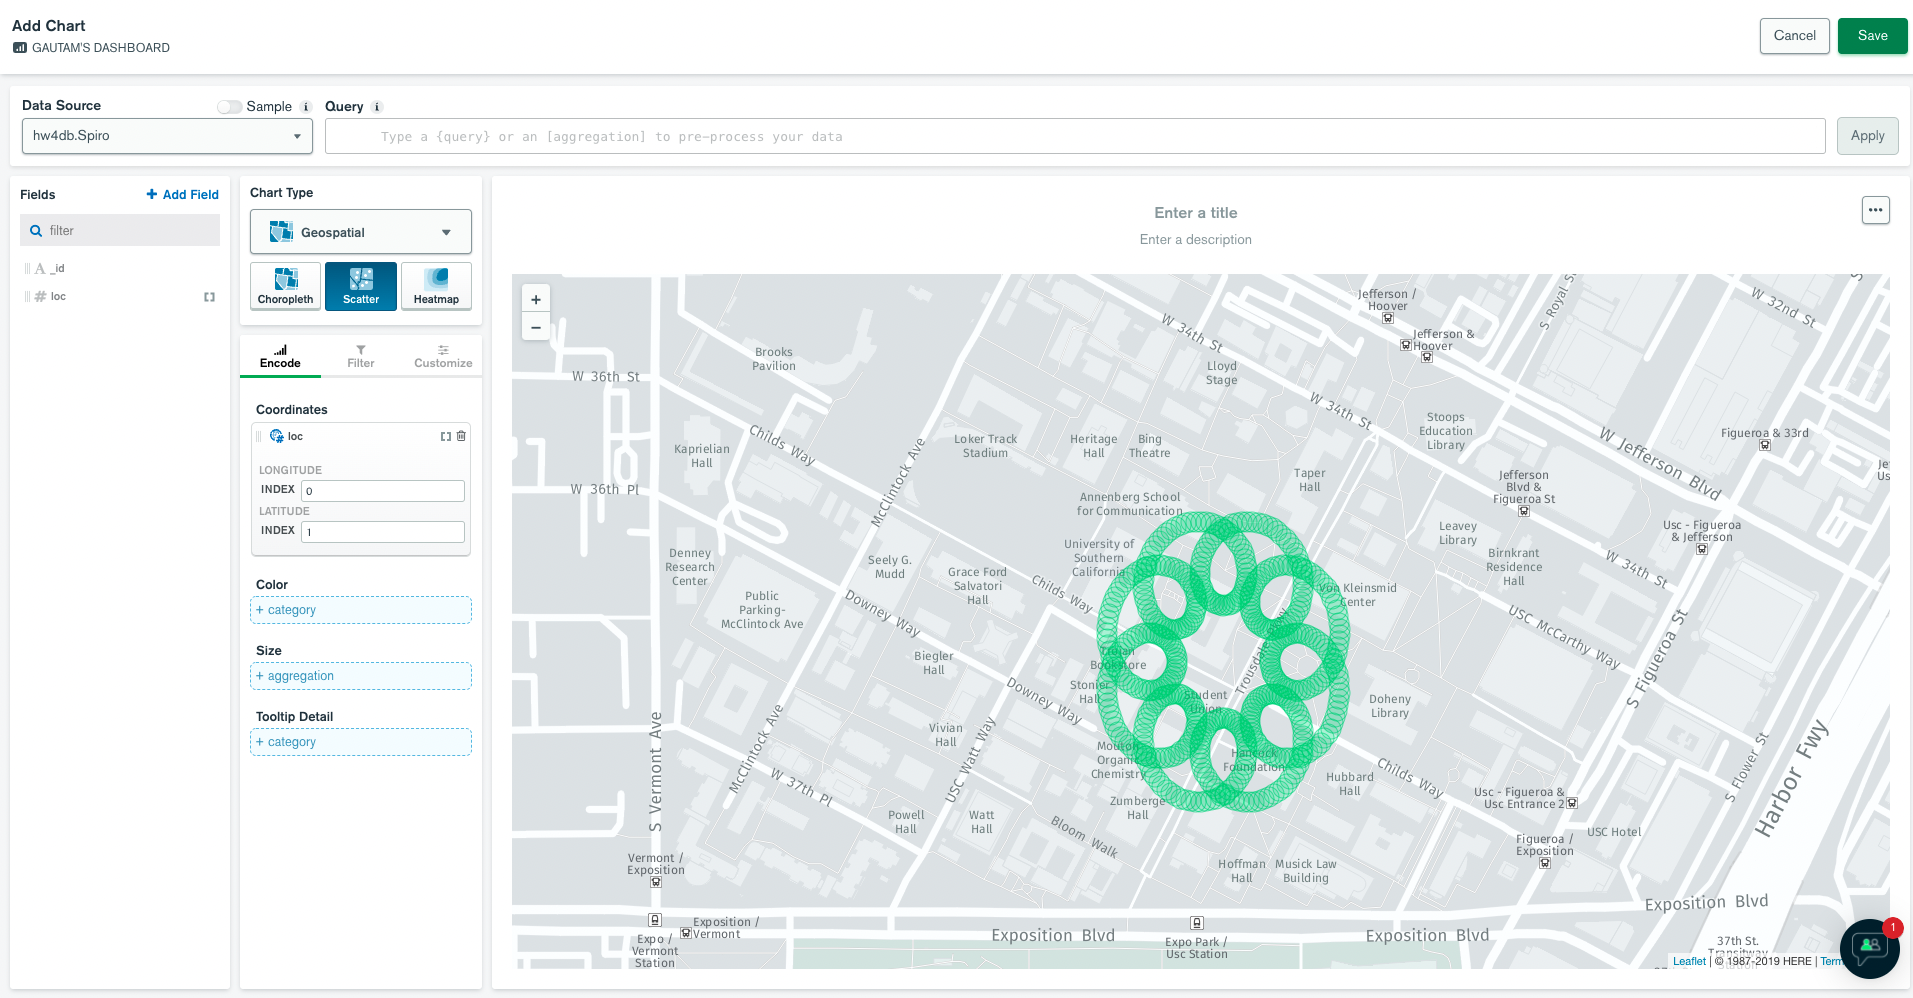 Add Chart
GAUTAM'S DASHBOARD
Cancel
Save
Data Source
Sample
Query
hw4db.Spiro
Type a {query} or an [aggregation] to pre-process your data
Apply
Fields
+ Add Field
filter
_id
loc
Chart Type
Geospatial
Choropleth
Scatter
Heatmap
Encode
Filter
Customize
Coordinates
loc
LONGITUDE
INDEX 0
LATITUDE
INDEX 1
Color
+ category
Size
+ aggregation
Tooltip Detail
+ category
Enter a title
Enter a description
+
−
Jefferson /
Hoover
Jefferson &
Hoover
S Royal St
W 32nd St
W 34th St
Brooks
Pavilion
Lloyd
Stage
W 36th St
W 34th St
Stoops
Education
Library
W Jefferson Blvd
Figueroa & 33rd
Childs Way
Kaprielian
Hall
McClintock Ave
Loker Track
Stadium
Heritage
Hall
Bing
Theatre
Taper
Hall
Jefferson
Blvd &
Figueroa St
W 36th Pl
Annenberg School
for Communication
Usc - Figueroa
& Jefferson
Leavey
Library
Denney
Research
Center
Seely G.
Mudd
University of
Southern
California
Grace Ford
Salvatori
Hall
Childs Way
Von Kleinsmid
Center
Birnkrant
Residence
Hall
W 34th St
Public
Parking-
McClintock Ave
Downey Way
USC McCarthy Way
S Figueroa St
Biegler
Hall
Trojan
Bookstore
Trousdale Pkwy
Stonier
Hall
Downey Way
Student
Union
Doheny
Library
S Vermont Ave
McClintock Ave
Vivian
Hall
USC Watt Way
Moulton
Organic
Chemistry
Hancock
Foundation
Hubbard
Hall
Childs Way
S Flower St
Harbor Fwy
W 37th Pl
Usc - Figueroa &
Usc Entrance 2
Zumberge
Hall
Powell
Hall
Watt
Hall
Bloom Walk
USC Hotel
Figueroa /
Exposition
Vermont /
Exposition
Hoffman
Hall
Musick Law
Building
Exposition Blvd
Exposition /
Vermont
Expo /
Vermont
Station
Exposition Blvd
Expo Park /
Usc Station
Exposition Blvd
37th St.
Transitway
Leaflet | © 1987-2019 HERE | Term
1